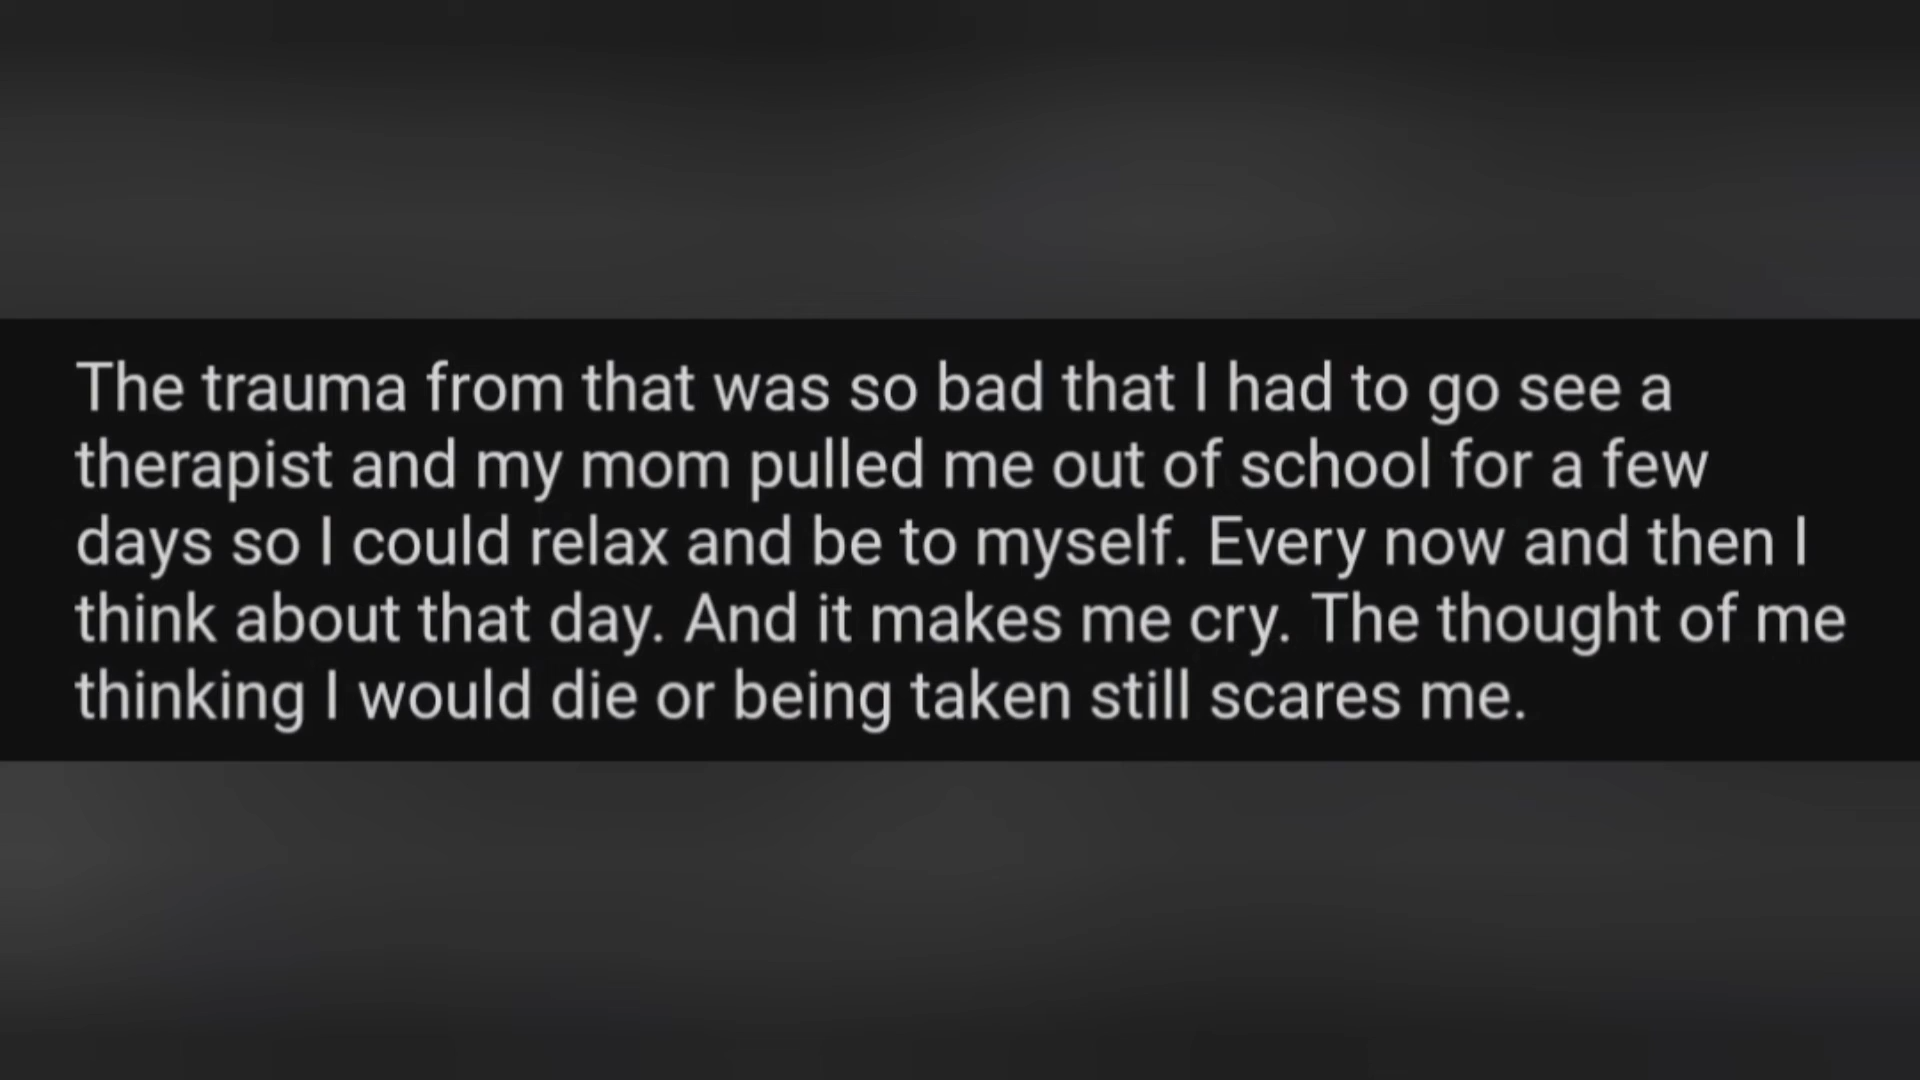 The trauma from that was so bad that I had to go see a
therapist and my mom pulled me out of school for a few
days so I could relax and be to myself. Every now and then I
think about that day. And it makes me cry. The thought of me
thinking I would die or being taken still scares me.